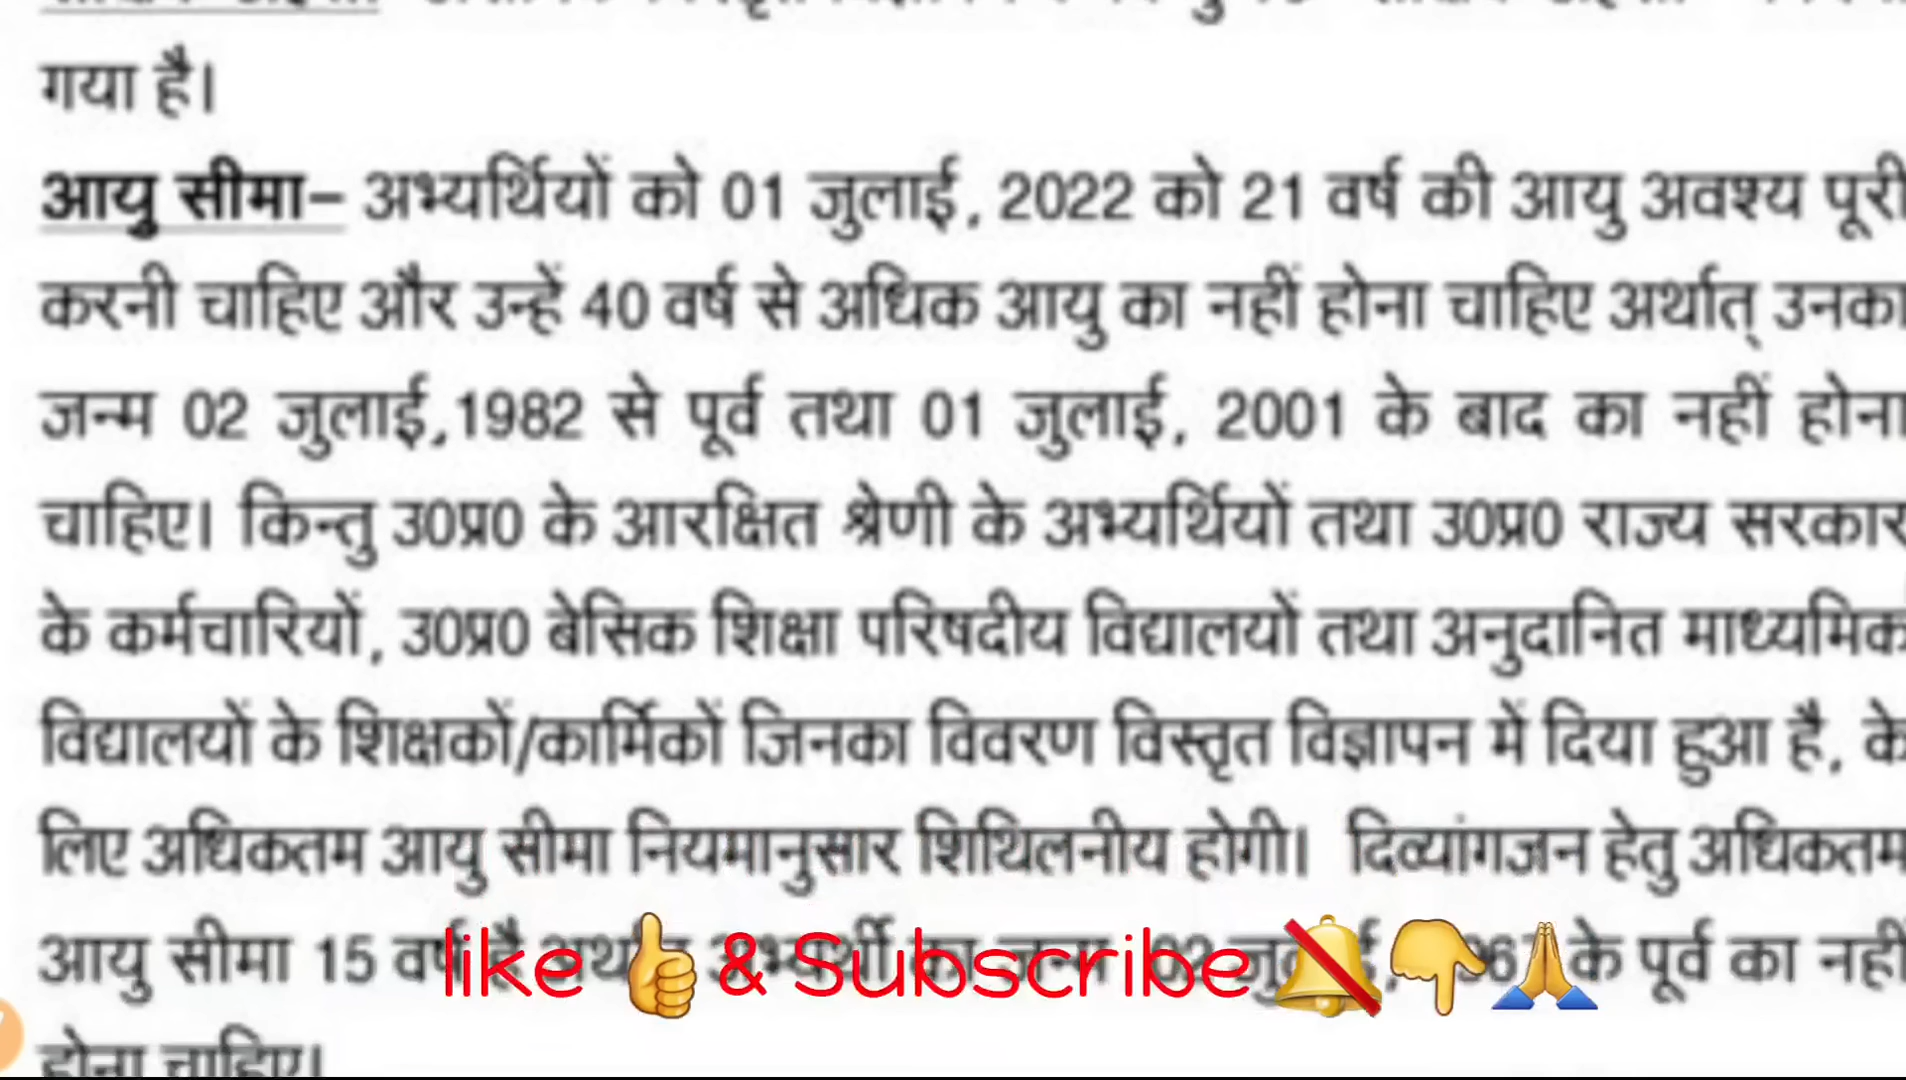 गया है।
आयु सीमा– अभ्यर्थियों को 01 जुलाई, 2022 को 21 वर्ष की आयु अवश्य पूरी
करनी चाहिए और उन्हें 40 वर्ष से अधिक आयु का नहीं होना चाहिए अर्थात् उनका
जन्म 02 जुलाई,1982 से पूर्व तथा 01 जुलाई, 2001 के बाद का नहीं होना
चाहिए। किन्तु उ0प्र0 के आरक्षित श्रेणी के अभ्यर्थियों तथा उ0प्र0 राज्य सरकार
के कर्मचारियों, उ0प्र0 बेसिक शिक्षा परिषदीय विद्यालयों तथा अनुदानित माध्यमिक
विद्यालयों के शिक्षकों/कार्मिकों जिनका विवरण विस्तृत विज्ञापन में दिया हुआ है, के
लिए अधिकतम आयु सीमा नियमानुसार शिथिलनीय होगी। दिव्यांगजन हेतु अधिकतम
आयु सीमा 15 वर्ष है का जन्म 02 के पूर्व का नहीं
like 👍 & Subscribe 🔕👇🙏
होना चाहिए।